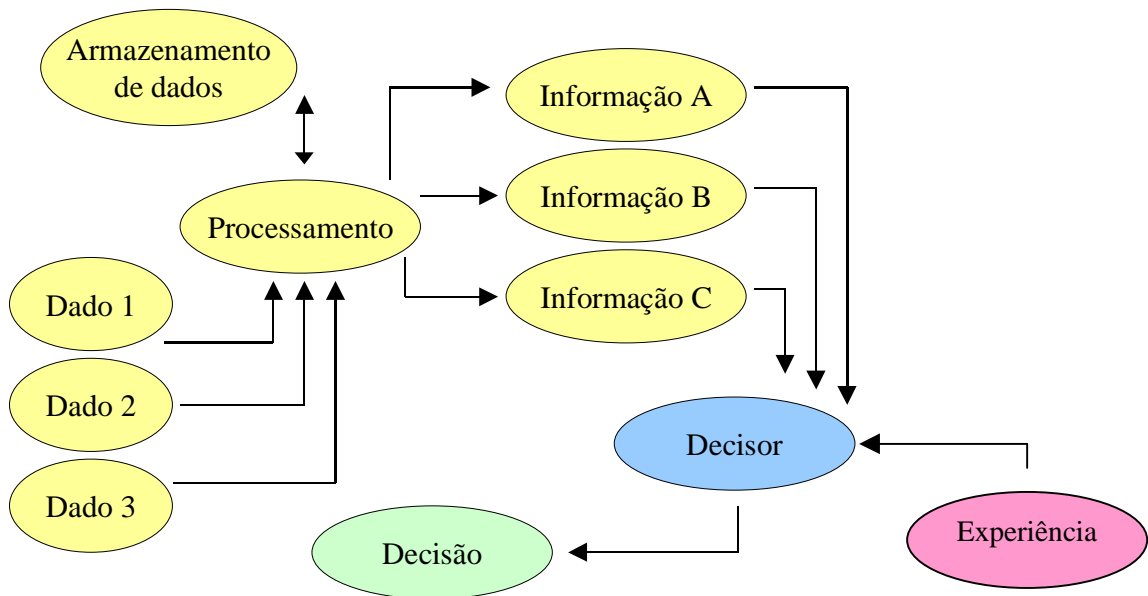 Armazenamento
de dados
Informação A
Informação B
Processamento
Informação C
Dado 1
Dado 2
Dado 3
Decisor
Experiência
Decisão